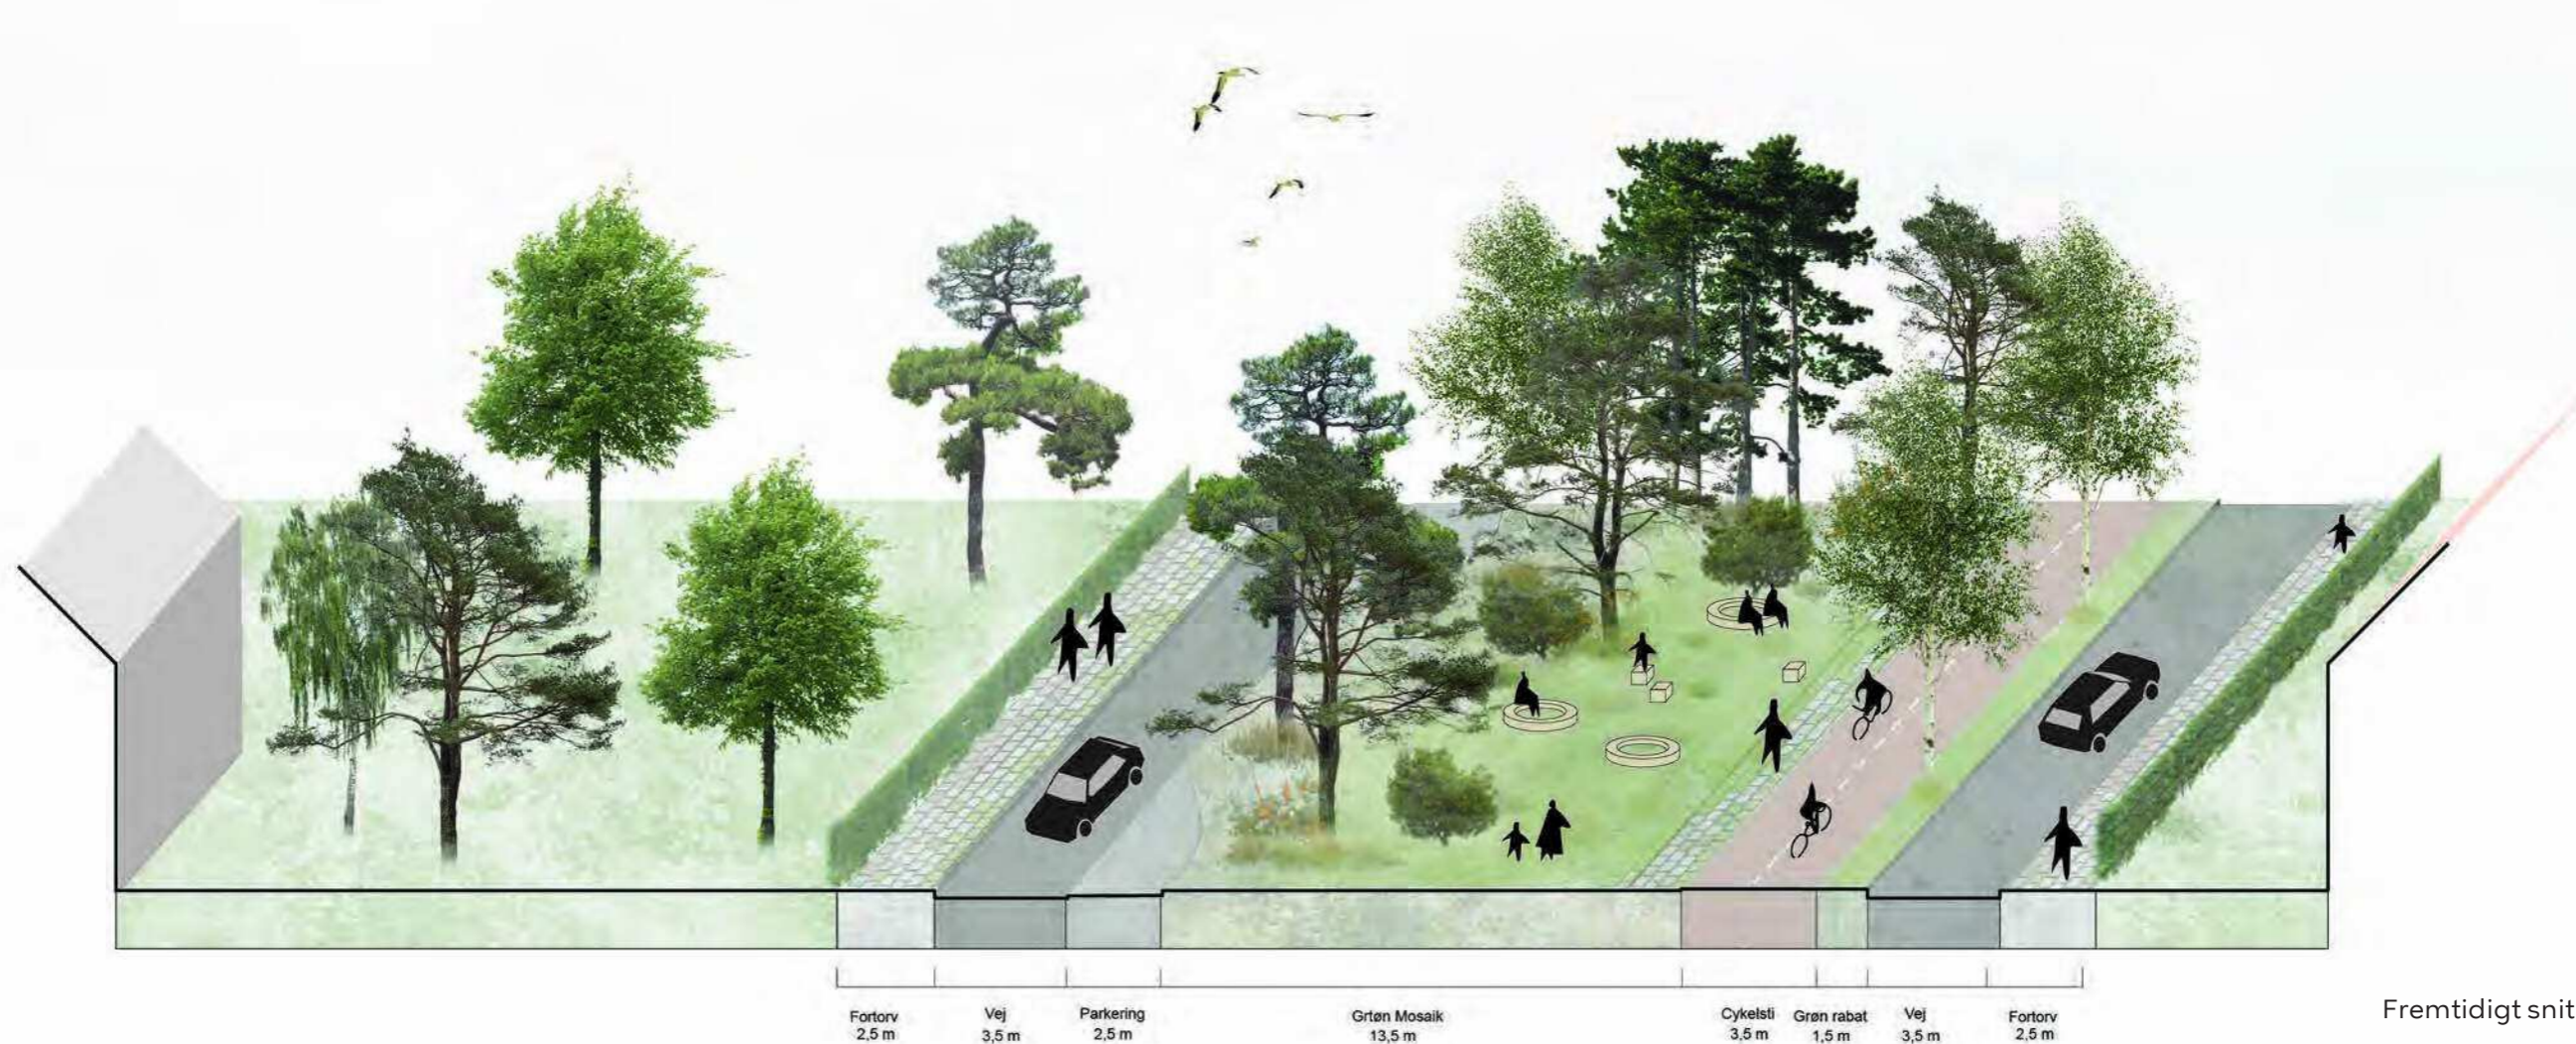 Fortorv
2,5 m
Vej
3,5 m
Parkering
2,5 m
Grtøn Mosaik
13,5 m
Cykelsti
3,5 m
Grøn rabat
1,5 m
Vej
3,5 m
Fortorv
2,5 m
Fremtidigt snit